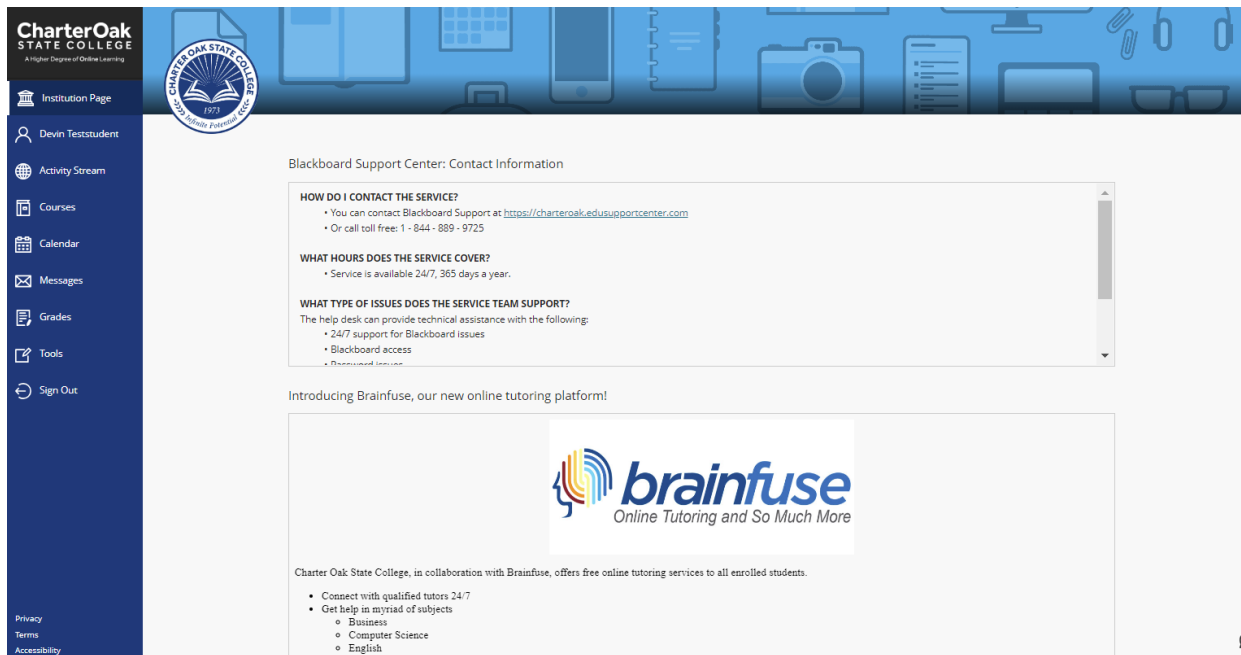 CharterOak
STATE COLLEGE
A Higher Degree of Online Learning
Institution Page
Devin Teststudent
Activity Stream
Courses
Calendar
Messages
Grades
Tools
Sign Out
Privacy
Terms
Accessibility
CHARTER OAK STATE COLLEGE
1973
Infinite Potential
Blackboard Support Center: Contact Information
HOW DO I CONTACT THE SERVICE?
• You can contact Blackboard Support at https://charteroak.edusupportcenter.com
• Or call toll free: 1 - 844 - 889 - 9725
WHAT HOURS DOES THE SERVICE COVER?
• Service is available 24/7, 365 days a year.
WHAT TYPE OF ISSUES DOES THE SERVICE TEAM SUPPORT?
The help desk can provide technical assistance with the following:
• 24/7 support for Blackboard issues
• Blackboard access
• Password issues
Introducing Brainfuse, our new online tutoring platform!
brainfuse
Online Tutoring and So Much More
Charter Oak State College, in collaboration with Brainfuse, offers free online tutoring services to all enrolled students.
• Connect with qualified tutors 24/7
• Get help in myriad of subjects
o Business
o Computer Science
o English